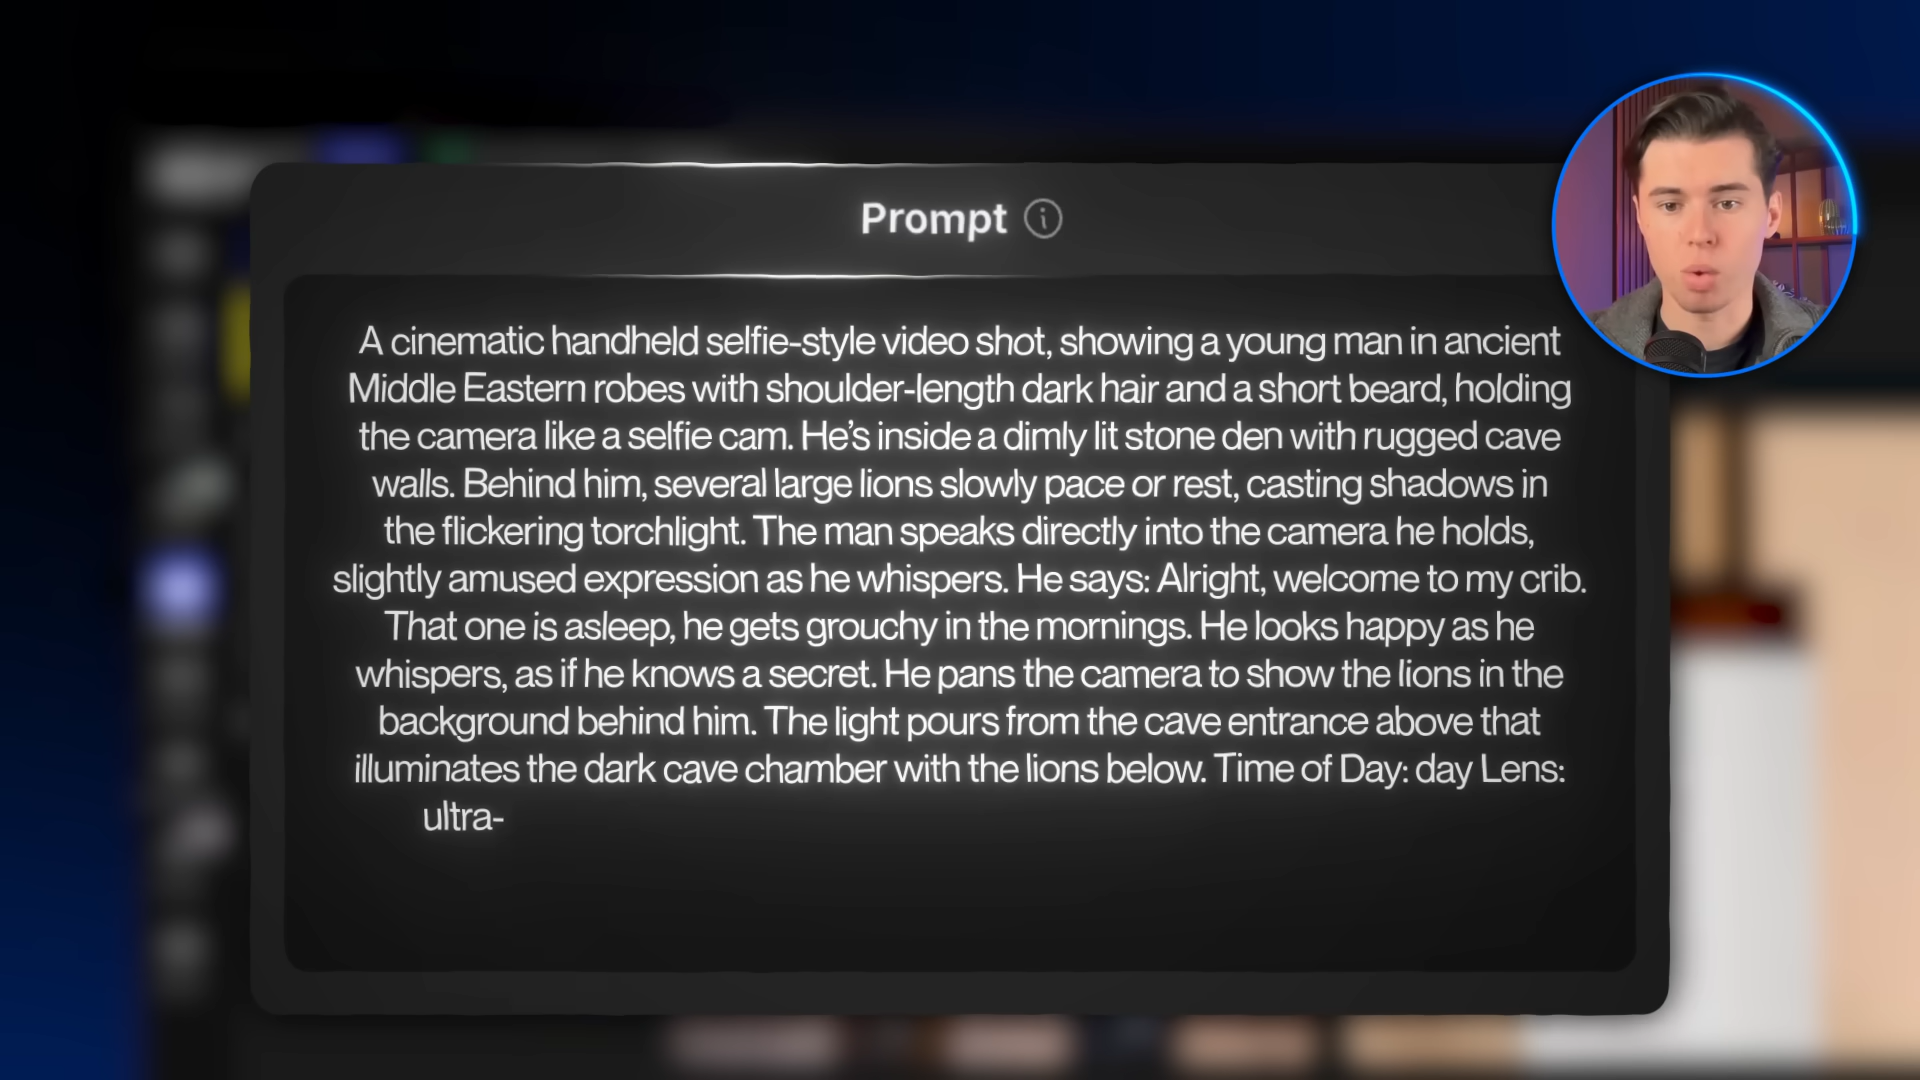 Prompt
A cinematic handheld selfie-style video shot, showing a young man in ancient
Middle Eastern robes with shoulder-length dark hair and a short beard, holding
the camera like a selfie cam. He’s inside a dimly lit stone den with rugged cave
walls. Behind him, several large lions slowly pace or rest, casting shadows in
the flickering torchlight. The man speaks directly into the camera he holds,
slightly amused expression as he whispers. He says: Alright, welcome to my crib.
That one is asleep, he gets grouchy in the mornings. He looks happy as he
whispers, as if he knows a secret. He pans the camera to show the lions in the
background behind him. The light pours from the cave entrance above that
illuminates the dark cave chamber with the lions below. Time of Day: day Lens:
ultra-